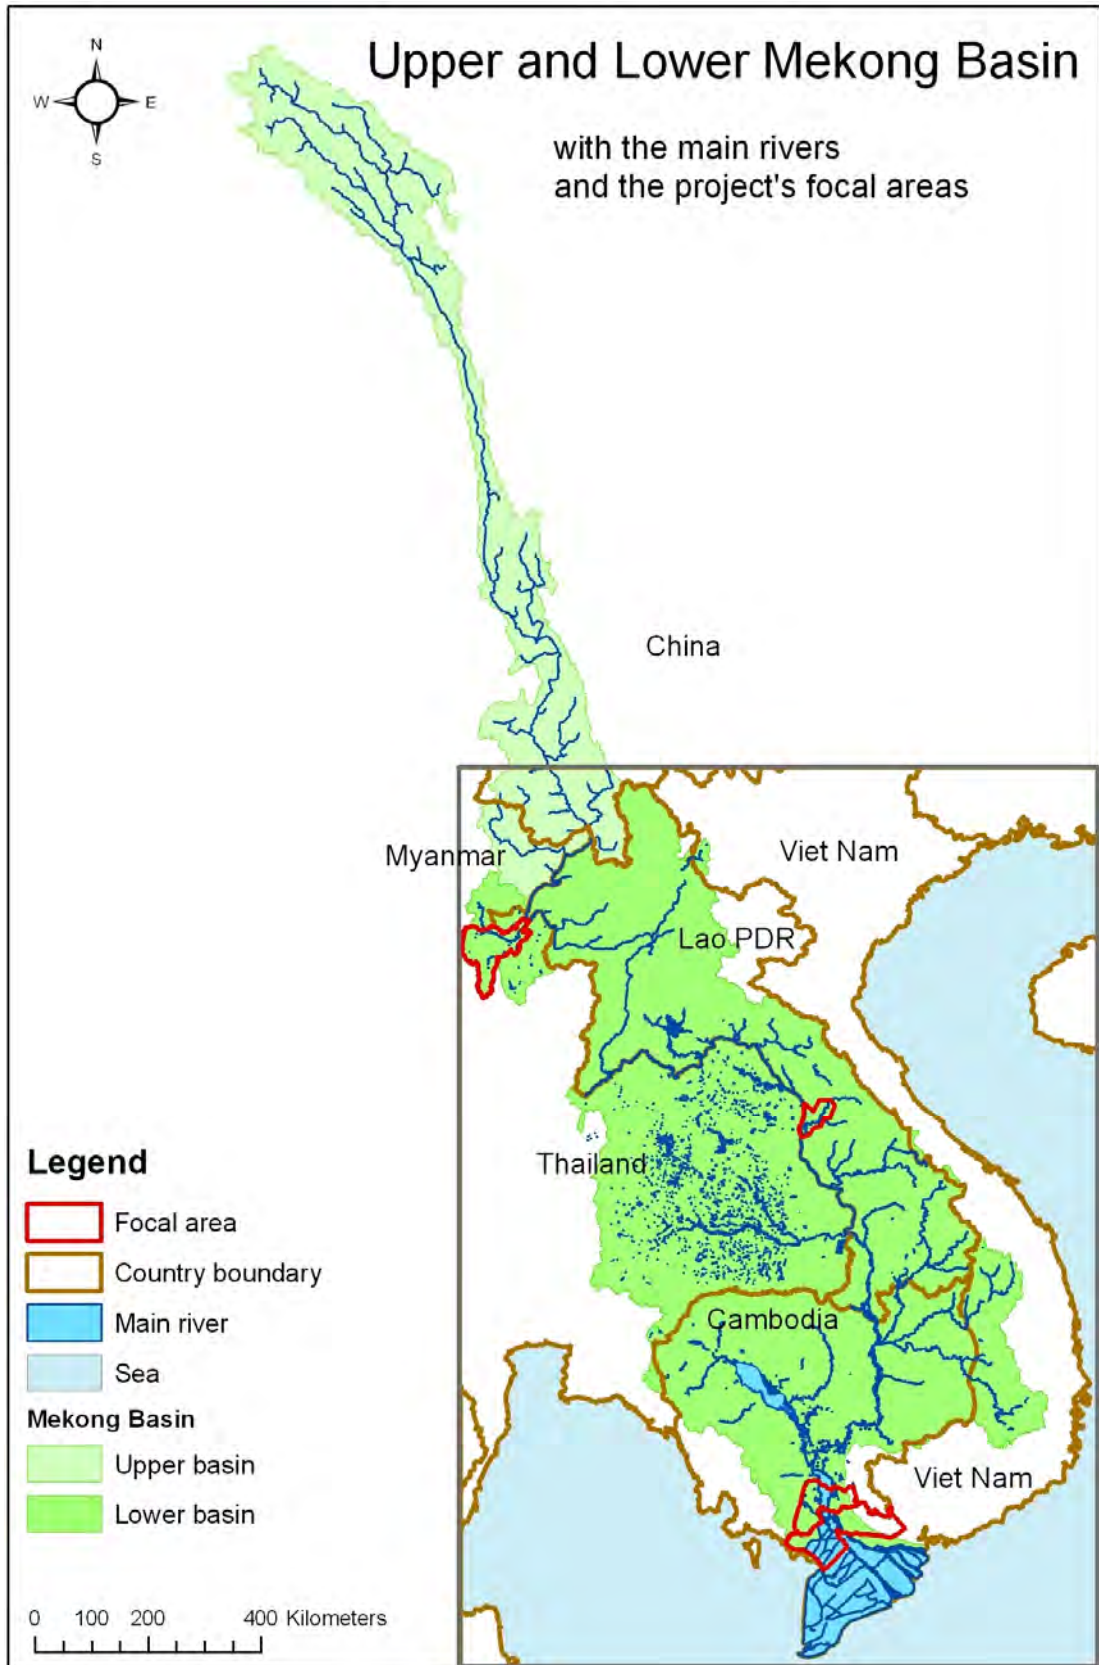 Upper and Lower Mekong Basin
with the main rivers
and the project's focal areas
N
W
E
S
China
Myanmar
Viet Nam
Lao PDR
Thailand
Cambodia
Viet Nam
Legend
Focal area
Country boundary
Main river
Sea
Mekong Basin
Upper basin
Lower basin
0 100 200 400 Kilometers